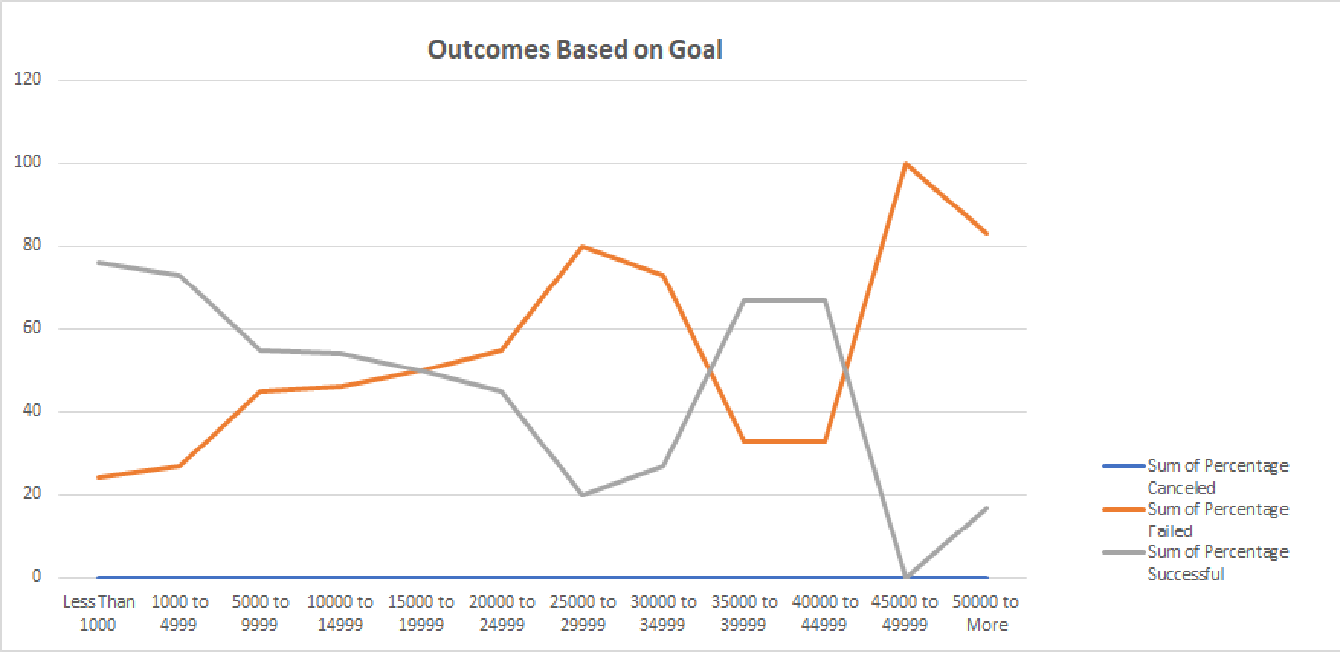 Outcomes Based on Goal
120
100
80
60
40
20
0
Less Than 1000 to 5000 to 10000 to 15000 to 20000 to 25000 to 30000 to 35000 to 40000 to 45000 to 50000 to
1000 4999 9999 14999 19999 24999 29999 34999 39999 44999 49999 More
Sum of Percentage
Canceled
Sum of Percentage
Failed
Sum of Percentage
Successful